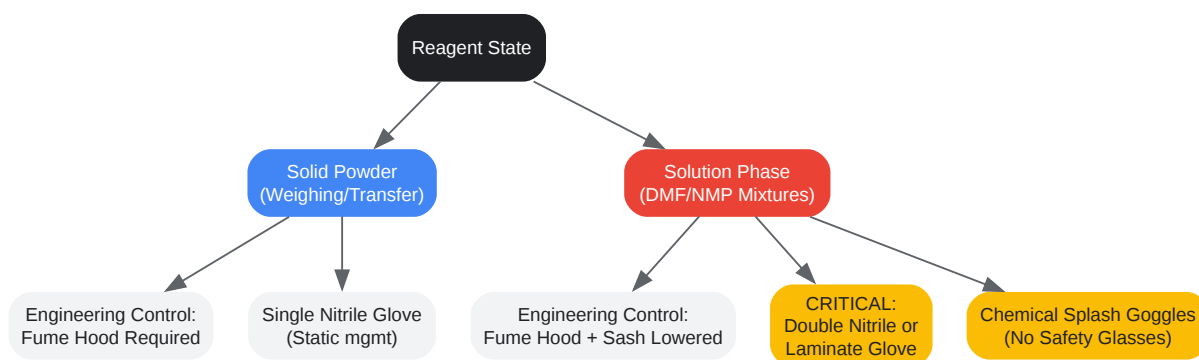 Reagent State
Solid Powder
(Weighing/Transfer)
Solution Phase
(DMF/NMP Mixtures)
Engineering Control:
Fume Hood Required
Single Nitrile Glove
(Static mgmt)
Engineering Control:
Fume Hood + Sash Lowered
CRITICAL:
Double Nitrile or
Laminate Glove
Chemical Splash Goggles
(No Safety Glasses)